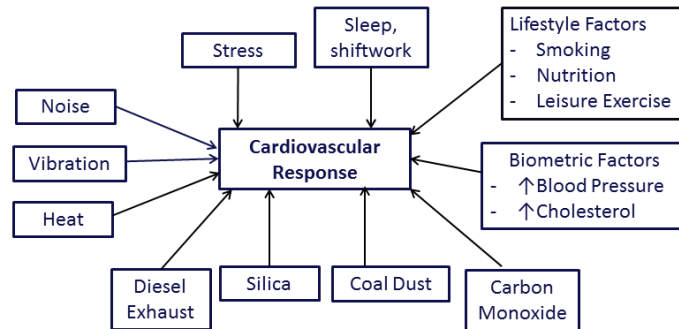 Stress
Sleep,
shiftwork
Lifestyle Factors
- Smoking
- Nutrition
- Leisure Exercise
Noise
Vibration
Heat
Cardiovascular
Response
Biometric Factors
- ↑Blood Pressure
- ↑Cholesterol
Diesel
Exhaust
Silica
Coal Dust
Carbon
Monoxide